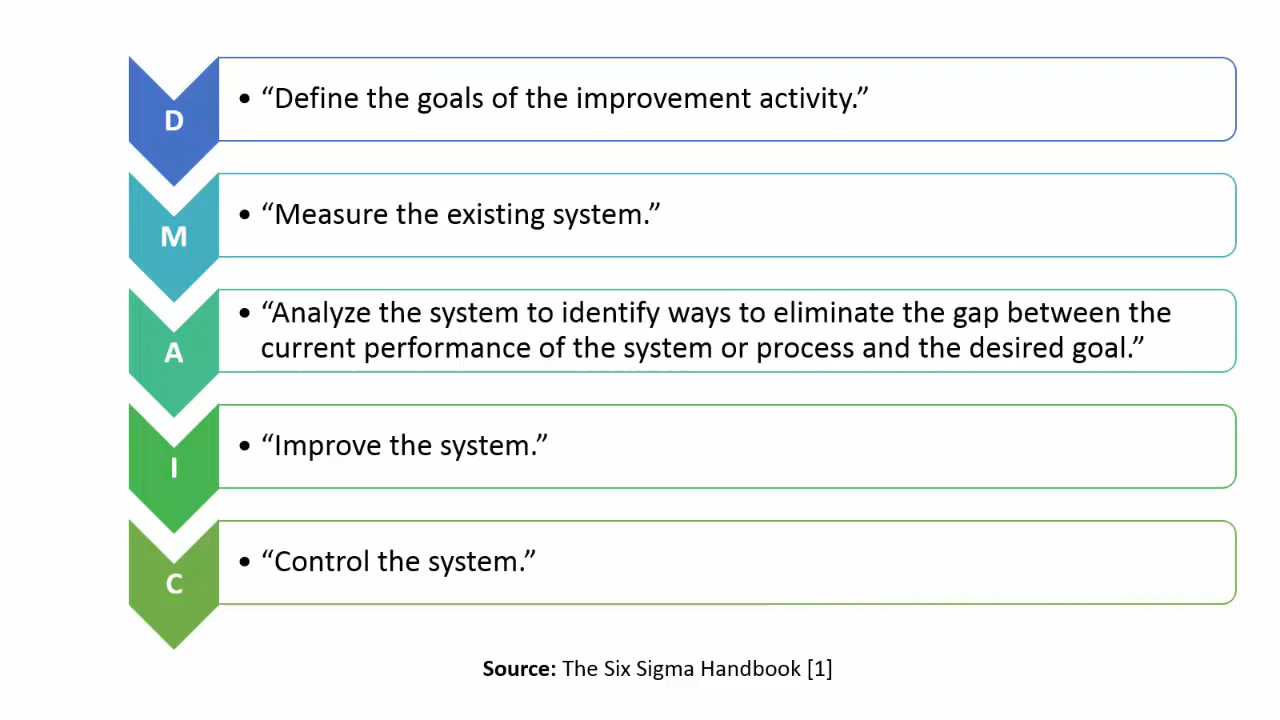 D
• “Define the goals of the improvement activity.”
M
• “Measure the existing system.”
A
• “Analyze the system to identify ways to eliminate the gap between the
current performance of the system or process and the desired goal.”
I
• “Improve the system.”
C
• “Control the system.”
Source: The Six Sigma Handbook [1]